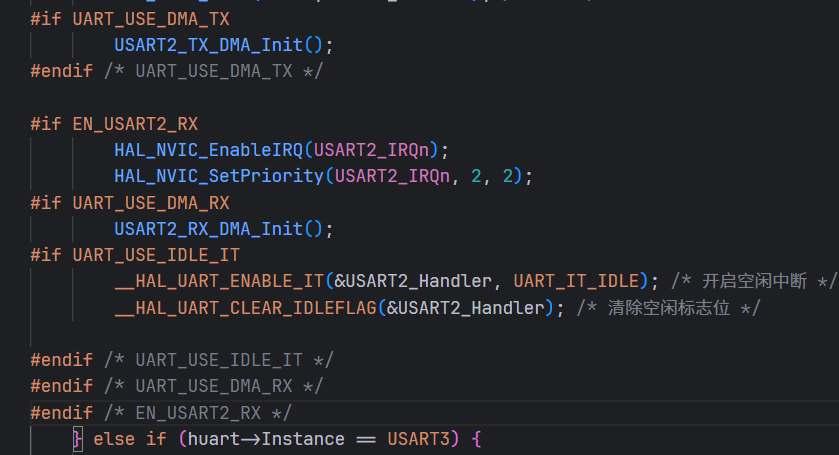 #if UART_USE_DMA_TX
USART2_TX_DMA_Init();
#endif /* UART_USE_DMA_TX */
#if EN_USART2_RX
HAL_NVIC_EnableIRQ(USART2_IRQn);
HAL_NVIC_SetPriority(USART2_IRQn, 2, 2);
#if UART_USE_DMA_RX
USART2_RX_DMA_Init();
#if UART_USE_IDLE_IT
__HAL_UART_ENABLE_IT(&USART2_Handler, UART_IT_IDLE); /* 开启空闲中断 */
__HAL_UART_CLEAR_IDLEFLAG(&USART2_Handler); /* 清除空闲标志位 */
#endif /* UART_USE_IDLE_IT */
#endif /* UART_USE_DMA_RX */
#endif /* EN_USART2_RX */
} else if (huart->Instance == USART3) {